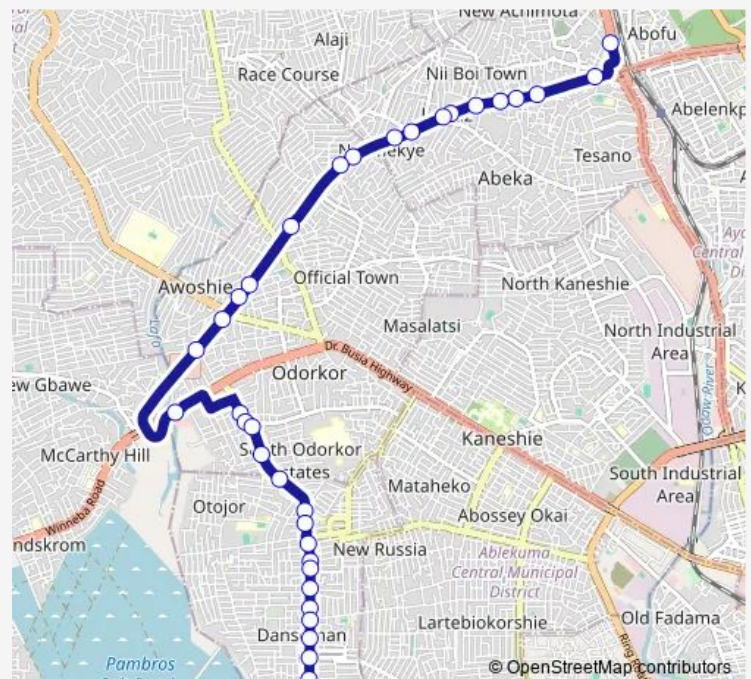 New Achimota
Abofu
Alaji
Race Course
Nii Boi Town
Abelenkp
Tesano
Abeka
Official Town
North Kaneshie
Awoshie
Masalatsi
North Industrial
Area
Dr. Busia Highway
Odorkor
ew Gbawe
Odaw River
Kaneshie
McCarthy Hill
South Odorkor
Estates
Mataheko
South Industrial
Area
Otojor
Winneba Road
Abossey Okai
ndskrom
New Russia
Ablekuma
Central Municipal
District
Lartebiokorshie
Old Fadama
Pambros
© OpenStreetMap contributors